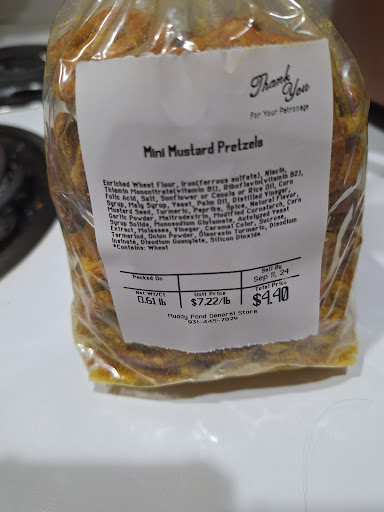 Thank
You
For Your Patronage
Mini Mustard Pretzels
Enriched Wheat Flour, Iron(ferrous sulfate), Niacin,
Thiamin Mononitrate(vitamin B1), Riboflavin(vitamin B2),
Folic Acid, Salt, Sunflower or Canola or Rice Oil, Corn
Syrup, Malg Syrup, Yeast, Palm Oil, Distilled Vinegar,
Mustard Seed, Turmeric, Paprika, Spice, Natural Flavor,
Garlic Powder, Maltrodextrin, Modified Cornstarch, Corn
Syrup Solids, Monosodium Glutamate, Autolyzed Yeast
Extract, Molasses, Vinegar, Caramel Color, Sucrose,
Tarmarind, Onion Powder, Oleoresin Turmeric, Disodium
Inosinate, Disodium Guanylate, Silicon Dioxide.
*Contains: Wheat
Packed On
Sell By
Sep 11, 24
Net Wt/Ct
Unit Price
Total Price
0.61 lb
$7.22/lb
$4.40
Muddy Pond General Store
931-445-7829